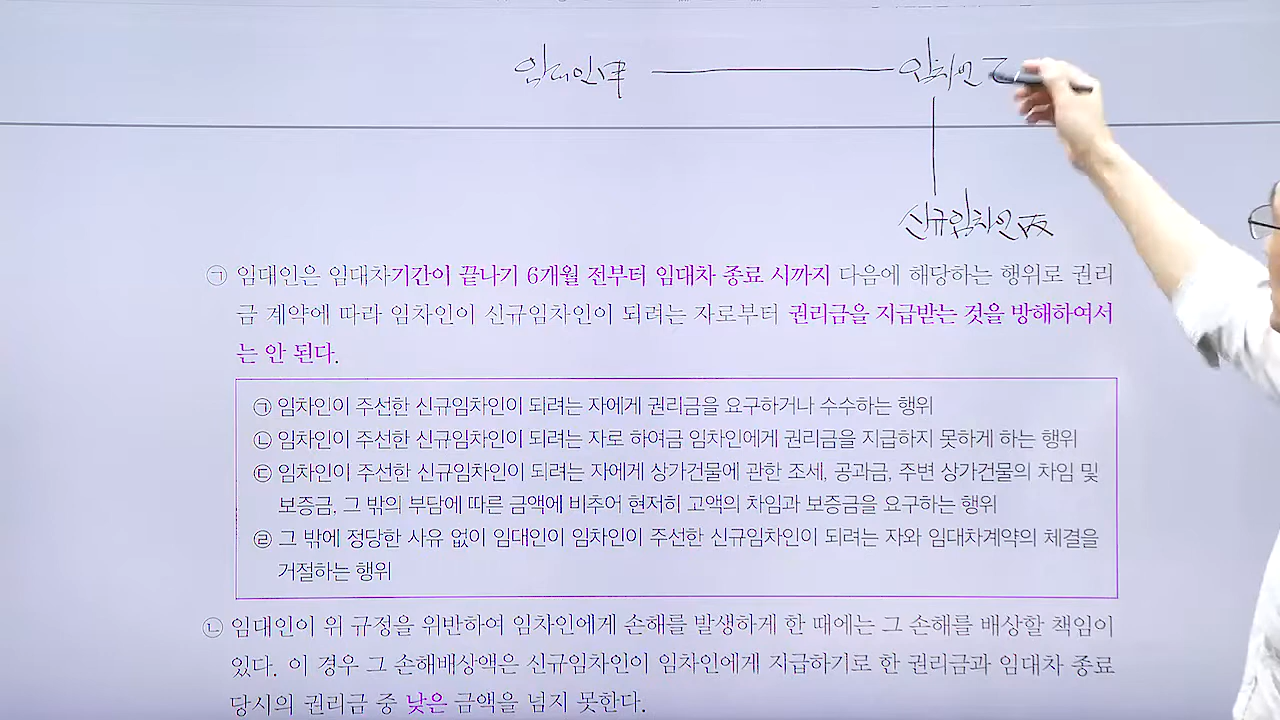 임대인 甲 임차인 乙
신규임차인 丙
㉠ 임대인은 임대차기간이 끝나기 6개월 전부터 임대차 종료 시까지 다음에 해당하는 행위로 권리
금 계약에 따라 임차인이 신규임차인이 되려는 자로부터 권리금을 지급받는 것을 방해하여서
는 안 된다.
㉠ 임차인이 주선한 신규임차인이 되려는 자에게 권리금을 요구하거나 수수하는 행위
㉡ 임차인이 주선한 신규임차인이 되려는 자로 하여금 임차인에게 권리금을 지급하지 못하게 하는 행위
㉢ 임차인이 주선한 신규임차인이 되려는 자에게 상가건물에 관한 조세, 공과금, 주변 상가건물의 차임 및
보증금, 그 밖의 부담에 따른 금액에 비추어 현저히 고액의 차임과 보증금을 요구하는 행위
㉣ 그 밖에 정당한 사유 없이 임대인이 임차인이 주선한 신규임차인이 되려는 자와 임대차계약의 체결을
거절하는 행위
㉡ 임대인이 위 규정을 위반하여 임차인에게 손해를 발생하게 한 때에는 그 손해를 배상할 책임이
있다. 이 경우 그 손해배상액은 신규임차인이 임차인에게 지급하기로 한 권리금과 임대차 종료
당시의 권리금 중 낮은 금액을 넘지 못한다.